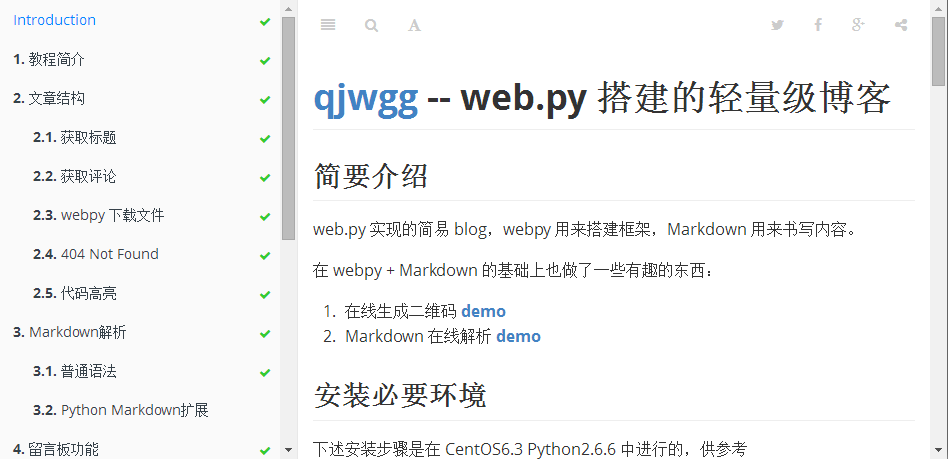 Introduction
1. 教程简介
2. 文章结构
2.1. 获取标题
2.2. 获取评论
2.3. webpy 下载文件
2.4. 404 Not Found
2.5. 代码高亮
3. Markdown解析
3.1. 普通语法
3.2. Python Markdown扩展
4. 留言板功能
A
qjwgg -- web.py 搭建的轻量级博客
简要介绍
web.py 实现的简易 blog，webpy 用来搭建框架，Markdown 用来书写内容。
在 webpy + Markdown 的基础上也做了一些有趣的东西：
1. 在线生成二维码 demo
2. Markdown 在线解析 demo
安装必要环境
下述安装步骤是在 CentOS6.3 Python2.6.6 中进行的，供参考